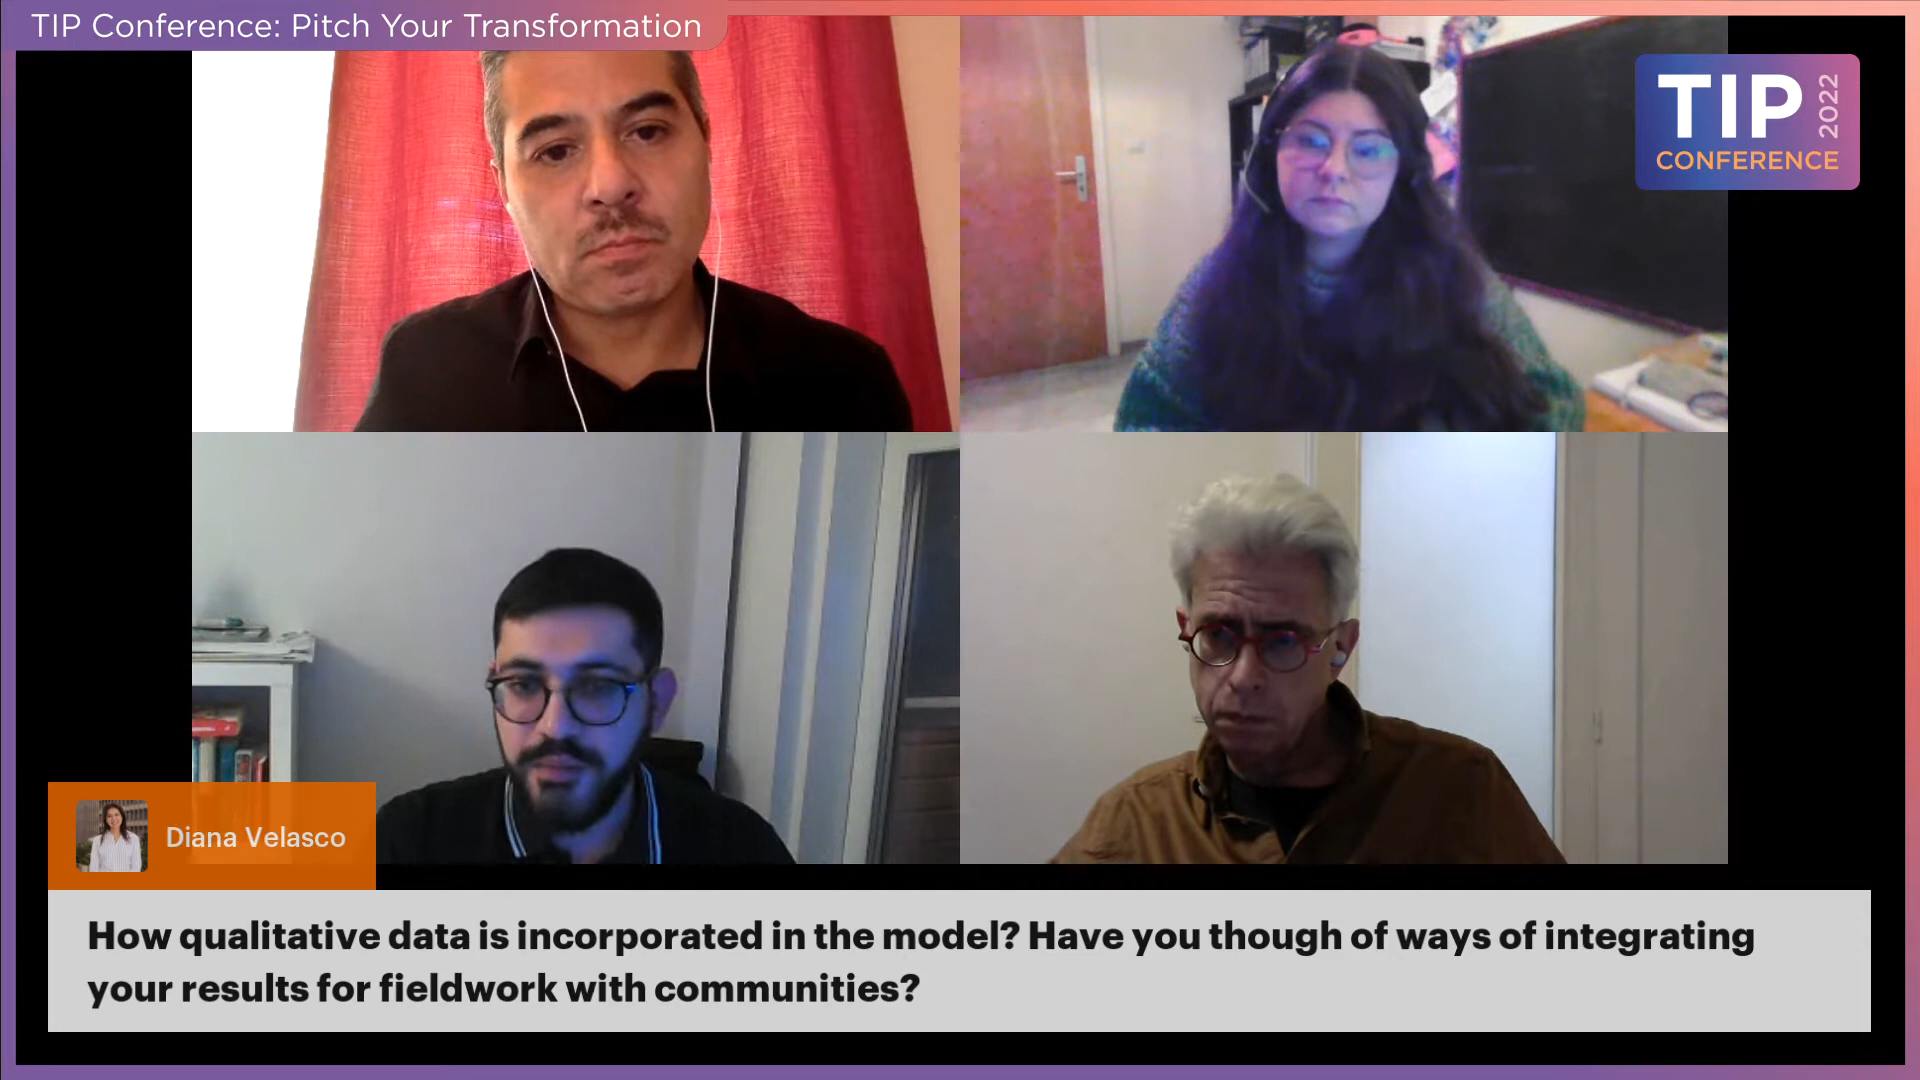 TIP Conference: Pitch Your Transformation
TIP 2022
CONFERENCE
Diana Velasco
How qualitative data is incorporated in the model? Have you though of ways of integrating
your results for fieldwork with communities?